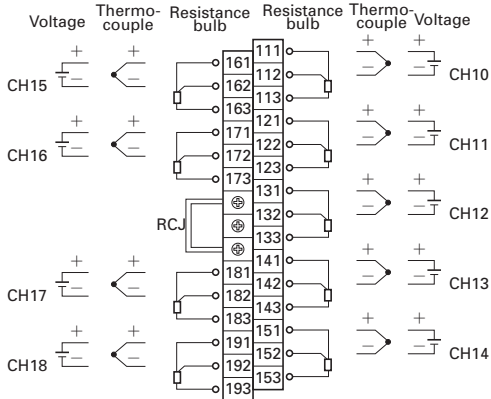 Voltage Thermo-couple Resistance bulb Resistance bulb Thermo-couple Voltage
111
161 + − + − CH10
+ − + − 112
CH15 162
113
163
121
171 + − + − CH11
+ − + − 122
CH16 172
123
173
131
+ − + − CH12
132
RCJ
133
141
181 + − + − CH13
+ − + − 142
CH17 182
143
183
151
191 + − + − CH14
+ − + − 152
CH18 192
153
193